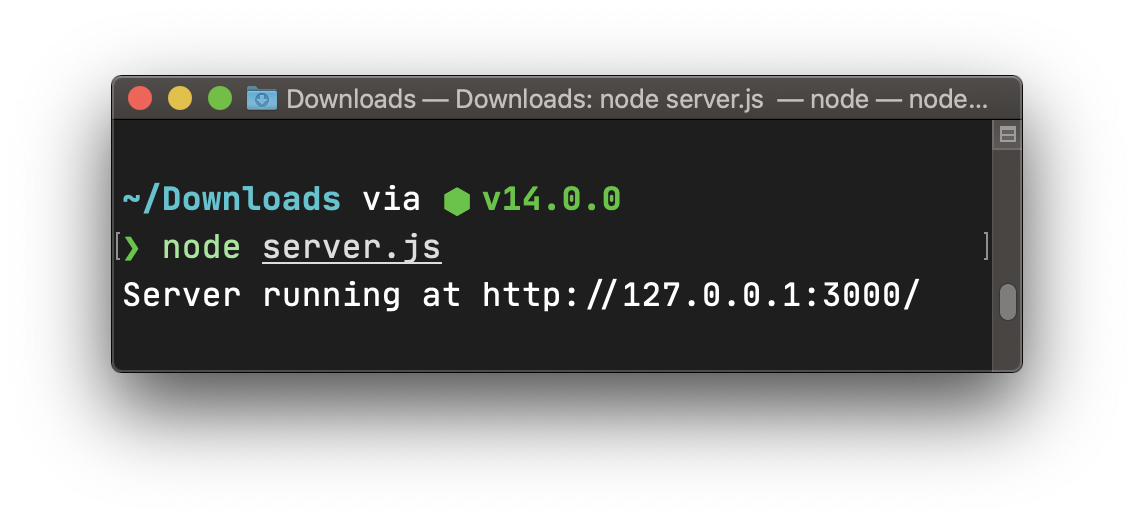 Downloads — Downloads: node server.js — node — node...
~/Downloads via ⬢ v14.0.0
[❯ node server.js ]
Server running at http://127.0.0.1:3000/